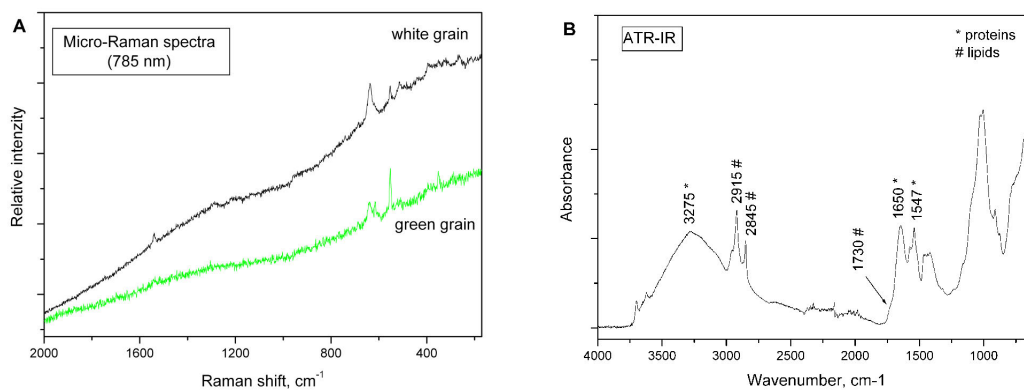 A
Micro-Raman spectra
(785 nm)
white grain
green grain
Relative intenzity
2000 1600 1200 800 400
Raman shift, cm-1
B
ATR-IR
* proteins
# lipids
3275 *
2915 #
2845 #
1730 #
1650 *
1547 *
Absorbance
4000 3500 3000 2500 2000 1500 1000
Wavenumber, cm-1